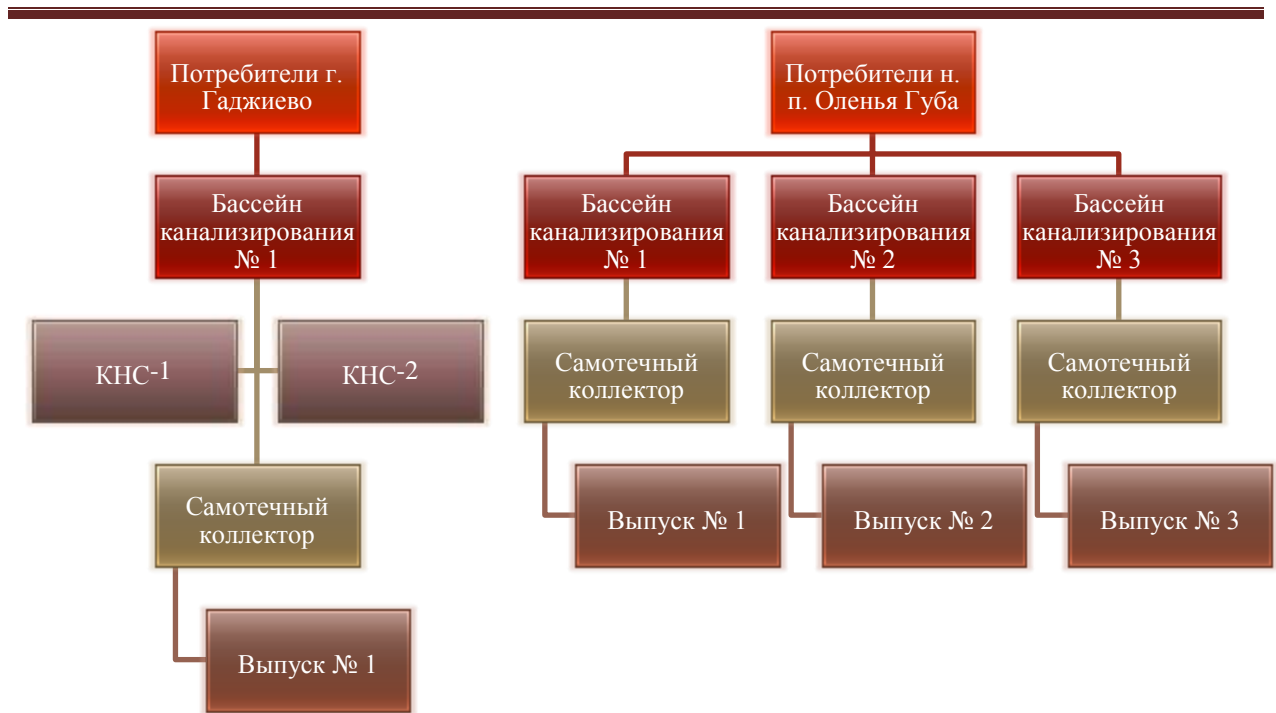 Потребители г.
Гаджиево
Бассейн
канализирования
№ 1
КНС-1
КНС-2
Самотечный
коллектор
Выпуск № 1
Потребители н.
п. Оленья Губа
Бассейн
канализирования
№ 1
Бассейн
канализирования
№ 2
Бассейн
канализирования
№ 3
Самотечный
коллектор
Самотечный
коллектор
Самотечный
коллектор
Выпуск № 1
Выпуск № 2
Выпуск № 3